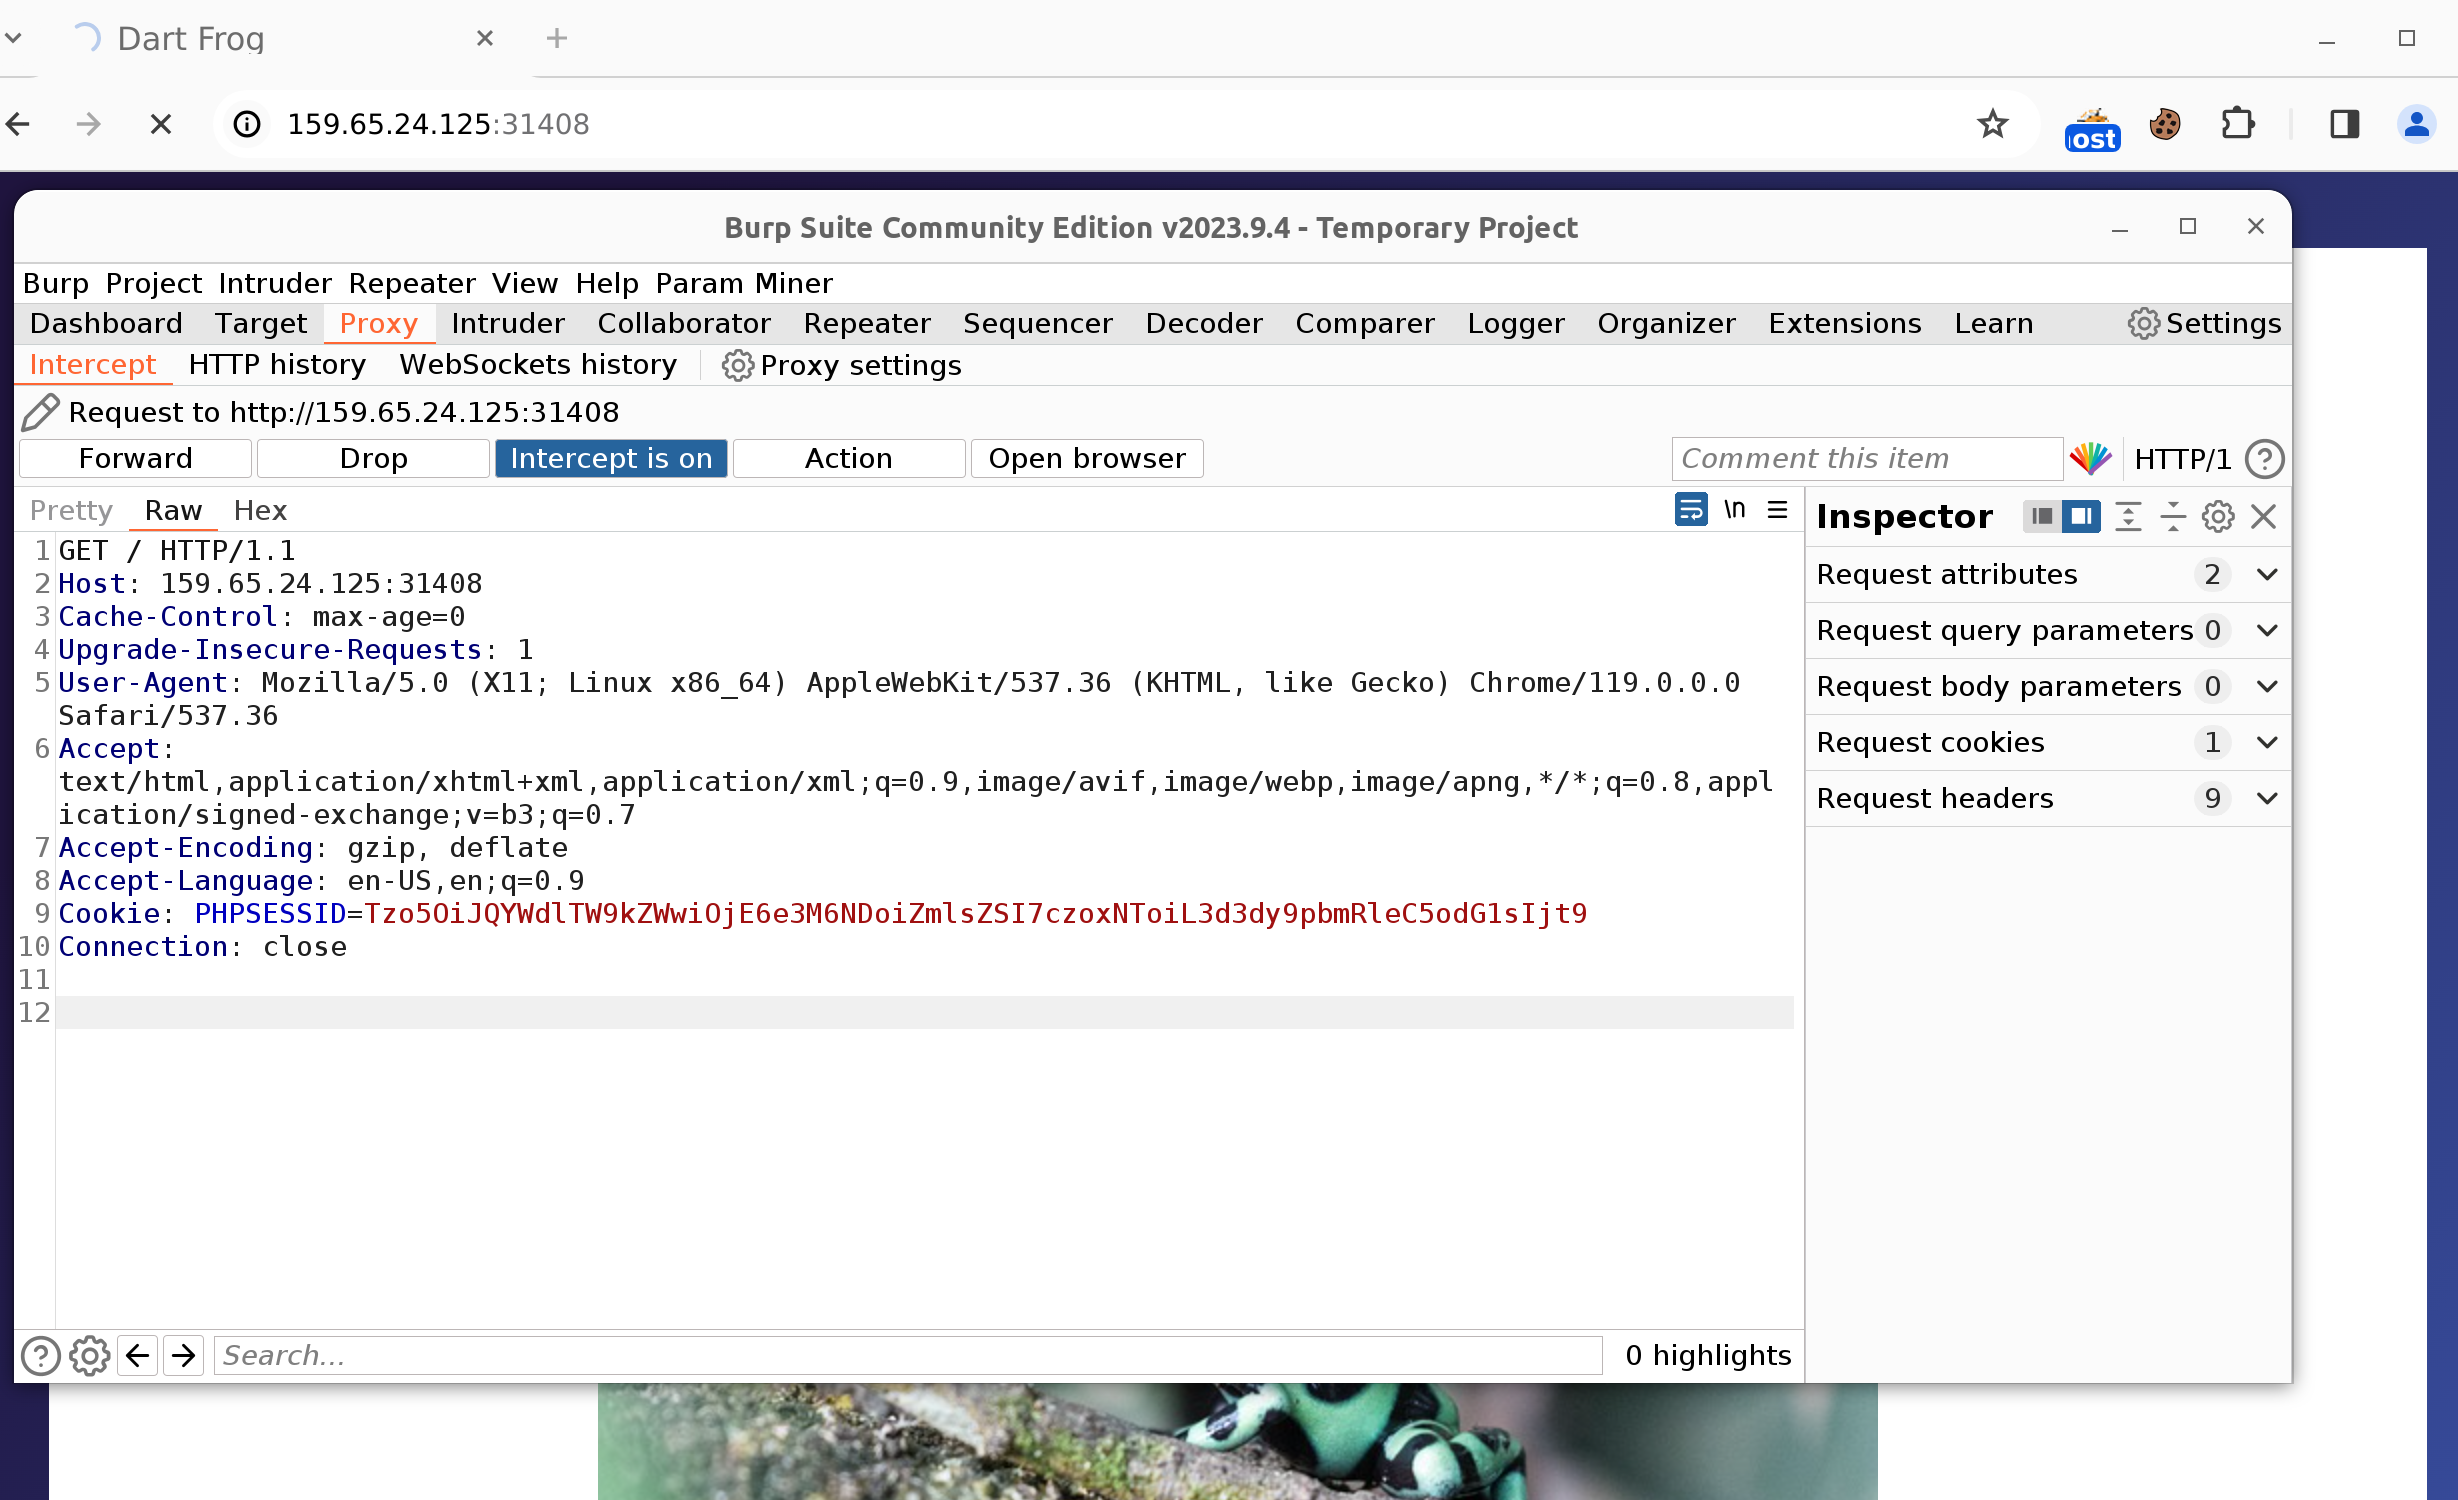 Dart Frog
159.65.24.125:31408
ost
Burp Suite Community Edition v2023.9.4 - Temporary Project
Burp Project Intruder Repeater View Help Param Miner
Dashboard Target Proxy Intruder Collaborator Repeater Sequencer Decoder Comparer Logger Organizer Extensions Learn Settings
Intercept HTTP history WebSockets history Proxy settings
Request to http://159.65.24.125:31408
Forward Drop Intercept is on Action Open browser Comment this item HTTP/1 ?
Pretty Raw Hex \n
Inspector
1 GET / HTTP/1.1
2 Host: 159.65.24.125:31408
3 Cache-Control: max-age=0
4 Upgrade-Insecure-Requests: 1
5 User-Agent: Mozilla/5.0 (X11; Linux x86_64) AppleWebKit/537.36 (KHTML, like Gecko) Chrome/119.0.0.0
Safari/537.36
6 Accept:
text/html,application/xhtml+xml,application/xml;q=0.9,image/avif,image/webp,image/apng,*/*;q=0.8,appl
ication/signed-exchange;v=b3;q=0.7
7 Accept-Encoding: gzip, deflate
8 Accept-Language: en-US,en;q=0.9
9 Cookie: PHPSESSID=Tzo5OiJQYWdlTW9kZWwiOjE6e3M6NDoiZmlsZSI7czoxNToiL3d3dy9pbmRleC5odG1sIjt9
10 Connection: close
11
12
Request attributes 2
Request query parameters 0
Request body parameters 0
Request cookies 1
Request headers 9
? Search... 0 highlights